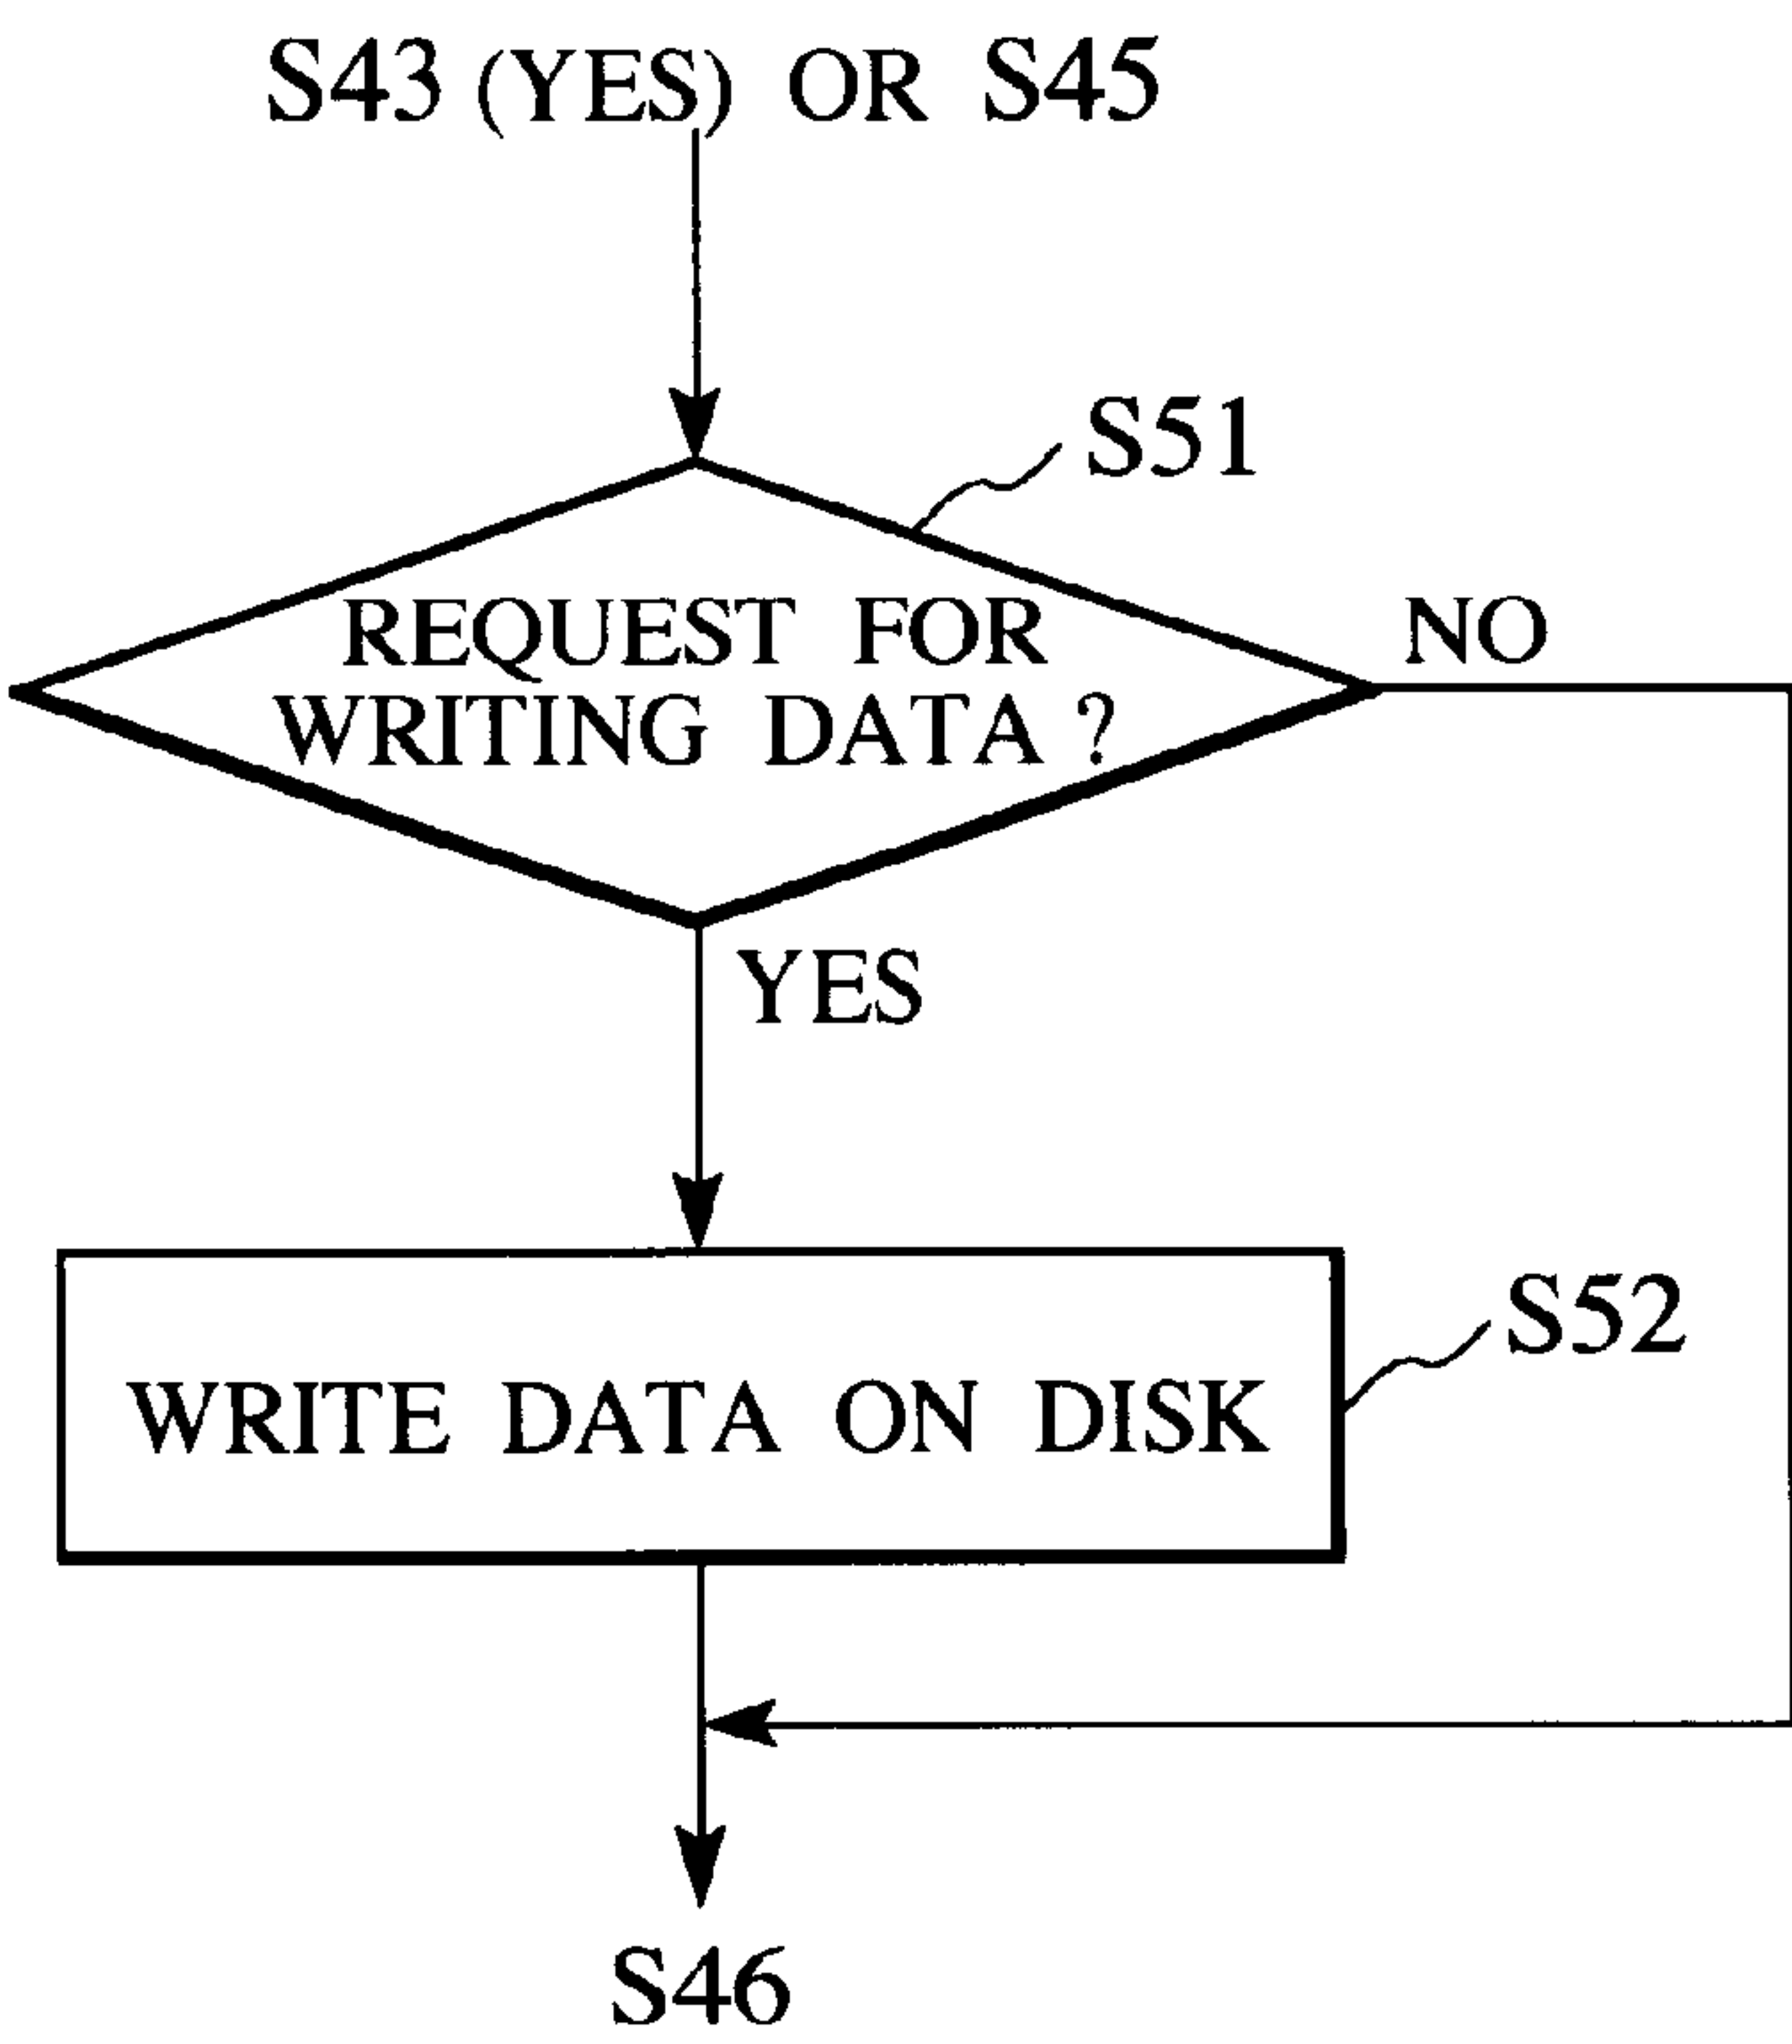 S43 (YES) OR S45
S51
REQUEST FOR
WRITING DATA ?
NO
YES
S52
WRITE DATA ON DISK
S46